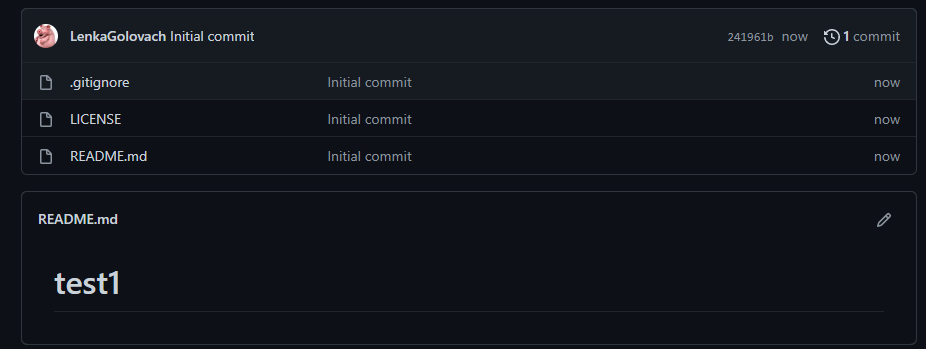 LenkaGolovach Initial commit 241961b now 1 commit
.gitignore Initial commit now
LICENSE Initial commit now
README.md Initial commit now
README.md
test1